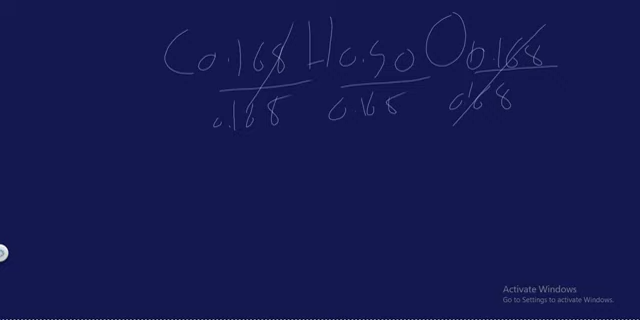 C0.168 H0.50 O0.168
0.168 0.168 0.168
Activate Windows
Go to Settings to activate Windows.